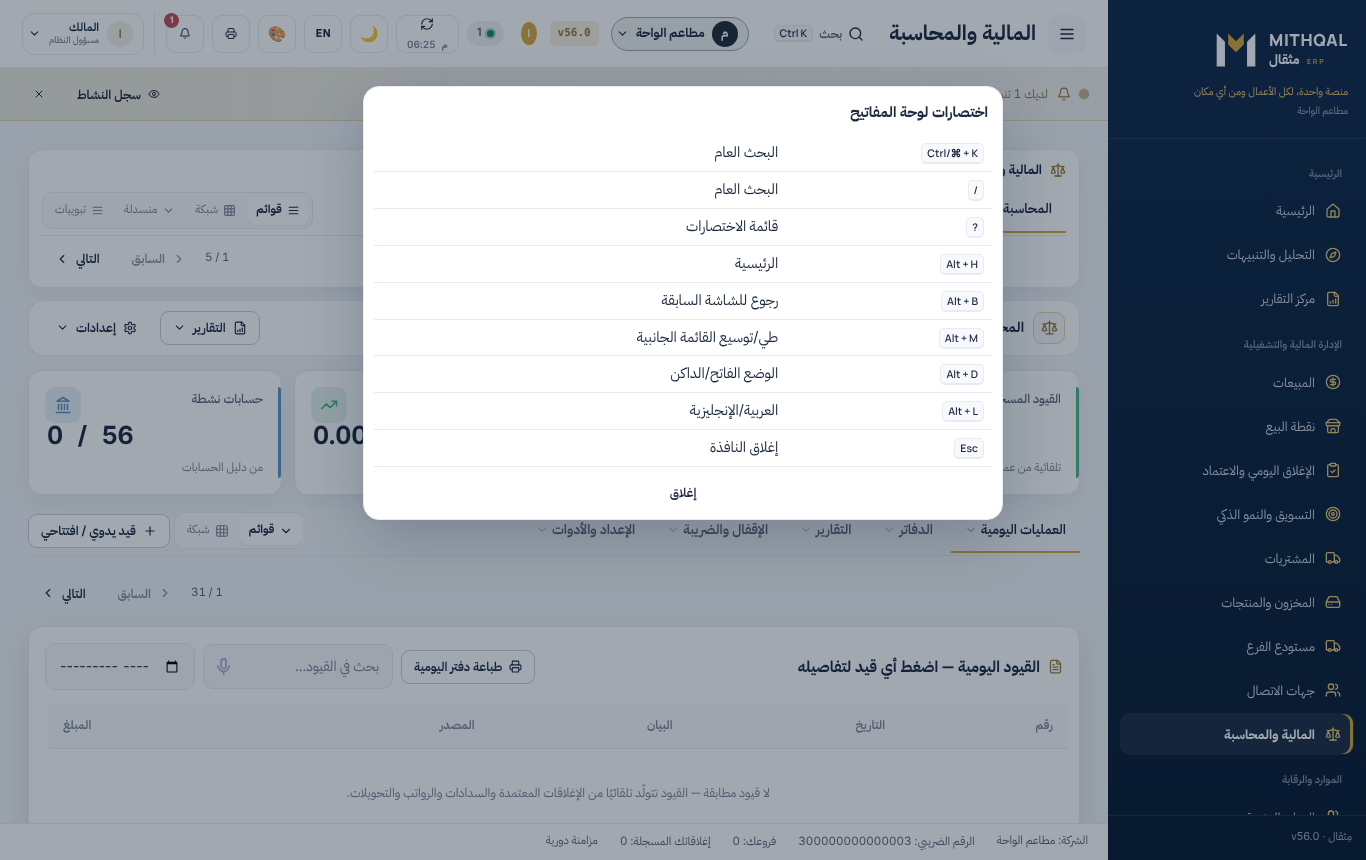 MITHQAL
مثقال ERP
منصة واحدة، لكل الأعمال ومن أي مكان
مطاعم الواحة
الرئيسية
الرئيسية
التحليل والتنبيهات
مركز التقارير
الإدارة المالية والتشغيلية
المبيعات
نقطة البيع
الإغلاق اليومي والاعتماد
التسويق والنمو الذكي
المشتريات
المخزون والمنتجات
مستودع الفرع
جهات الاتصال
المالية والمحاسبة
الموارد والرقابة
مثقال · v56.0
المالية والمحاسبة
بحث Ctrl K
م مطاعم الواحة
v56.0
ا
1
06:25 م
EN
1
ا المالك
مسؤول النظام
لديك 1
سجل النشاط
المالية
المحاسبة
قوائم
شبكة
منسدلة
تبويبات
1 / 5
السابق
التالي
التقارير
إعدادات
القيود
0.00
حسابات نشطة
56 / 0
من دليل الحسابات
تلقائية من
اختصارات لوحة المفاتيح
Ctrl/⌘ + K البحث العام
/ البحث العام
? قائمة الاختصارات
Alt + H الرئيسية
Alt + B رجوع للشاشة السابقة
Alt + M طي/توسيع القائمة الجانبية
Alt + D الوضع الفاتح/الداكن
Alt + L العربية/الإنجليزية
Esc إغلاق النافذة
إغلاق
العمليات اليومية
الدفاتر
التقارير
الإقفال والضريبة
الإعداد والأدوات
قوائم
شبكة
قيد يدوي / افتتاحي
1 / 31
السابق
التالي
القيود اليومية — اضغط أي قيد لتفاصيله
طباعة دفتر اليومية
بحث في القيود...
رقم التاريخ البيان المصدر المبلغ
لا قيود مطابقة — القيود تتولّد تلقائيًا من الإغلاقات المعتمدة والسدادات والرواتب والتحويلات.
الشركة: مطاعم الواحة الرقم الضريبي: 300000000000003 فروعك: 0 إغلاقاتك المسجلة: 0 مزامنة دورية